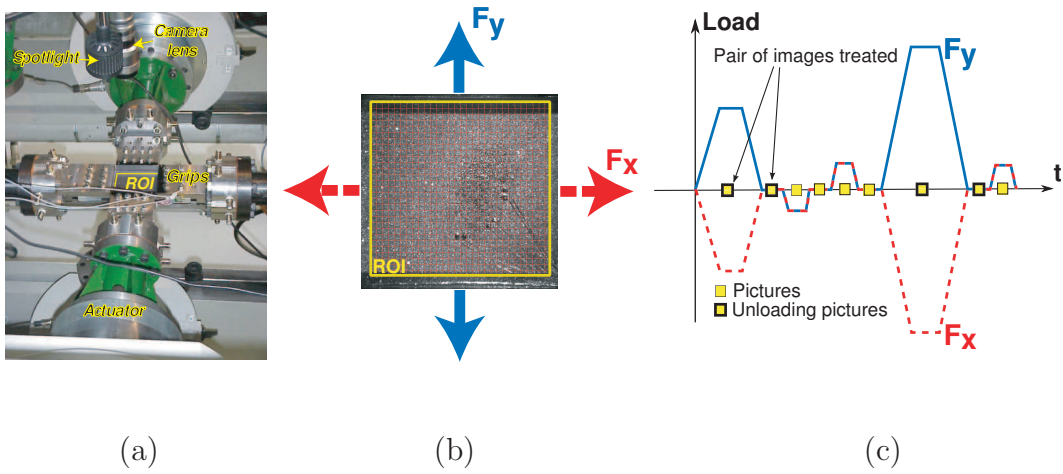 Spotlight
Camera
lens
ROI
Grips
Actuator
(a)
Fy
Fx
ROI
(b)
Load
Pair of images treated
Fy
t
Pictures
Unloading pictures
Fx
(c)